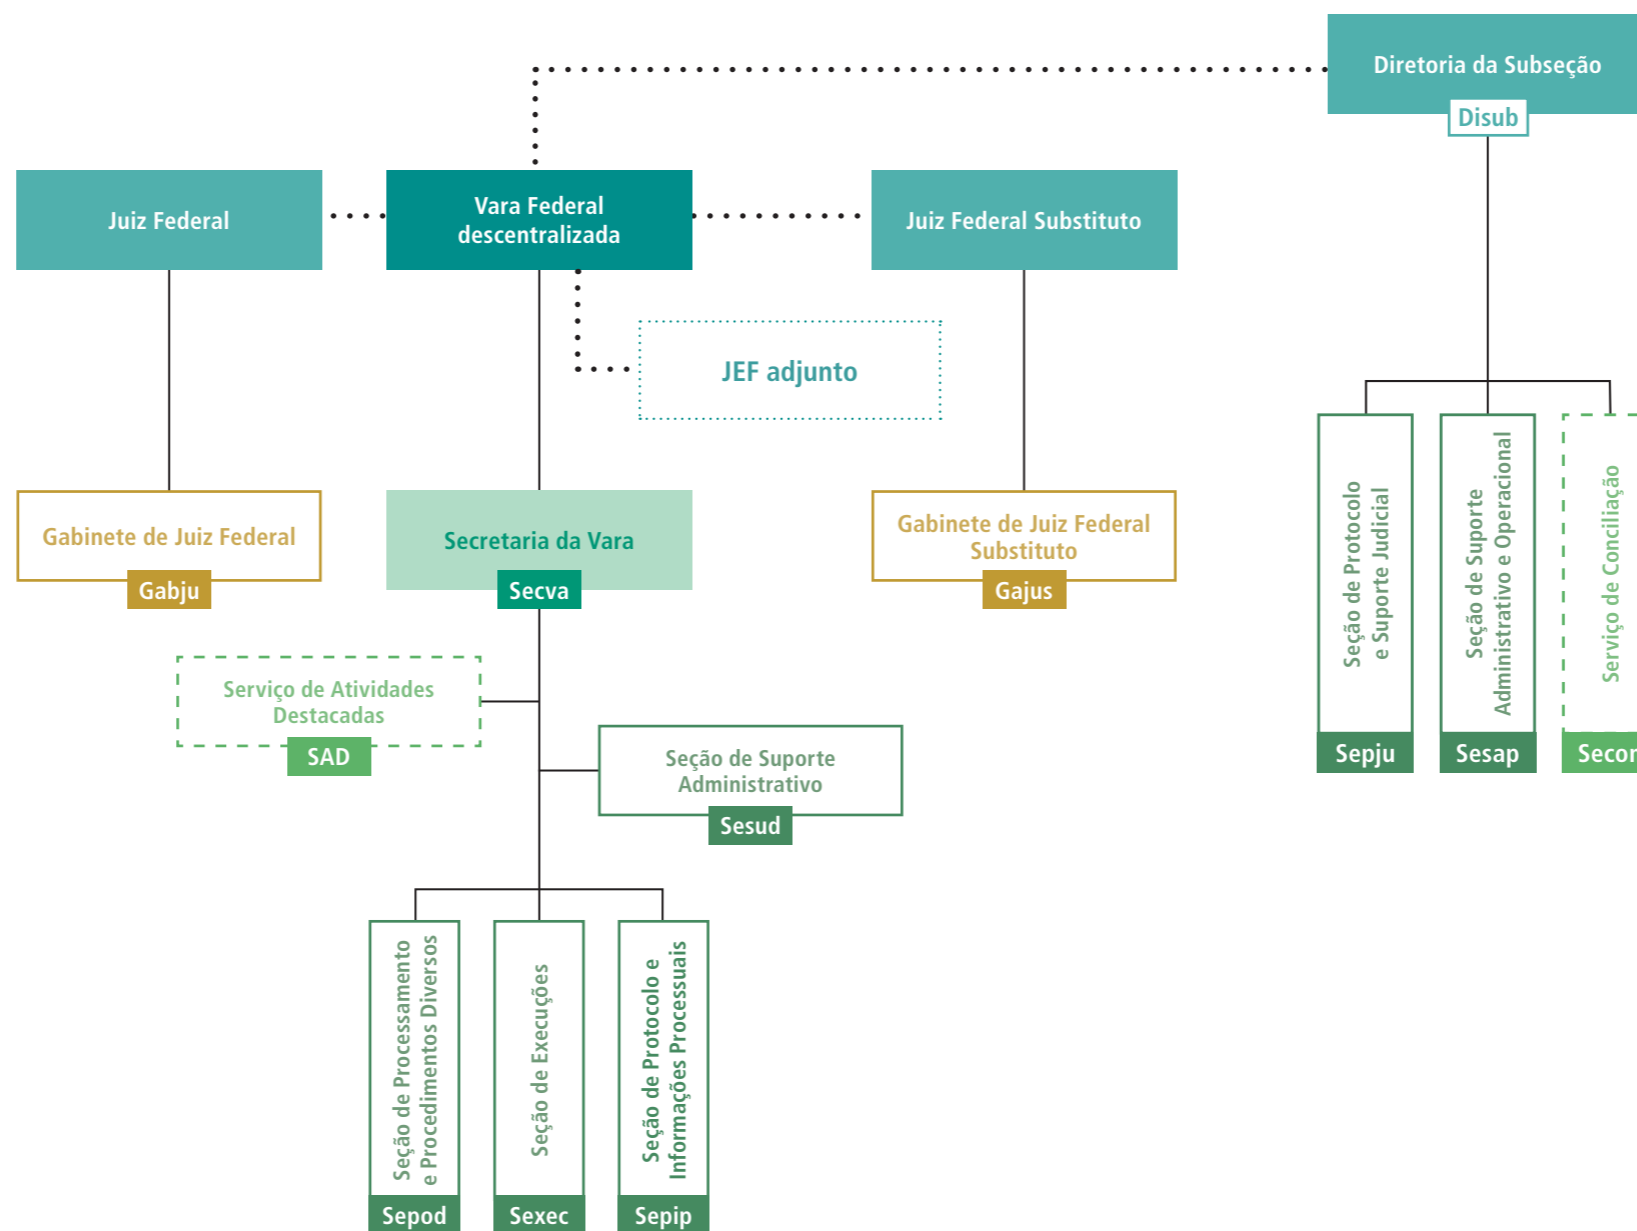 Diretoria da Subseção
Disub
Juiz Federal
Vara Federal
descentralizada
Juiz Federal Substituto
JEF adjunto
Gabinete de Juiz Federal
Gabju
Secretaria da Vara
Secva
Gabinete de Juiz Federal
Substituto
Gajus
Seção de Protocolo
e Suporte Judicial
Sepju
Seção de Suporte
Administrativo e Operacional
Sesap
Serviço de Conciliação
Serviço de Atividades
Destacadas
SAD
Seção de Suporte
Administrativo
Sesud
Seção de Processamento
e Procedimentos Diversos
Sepod
Seção de Execuções
Sexec
Seção de Protocolo e
Informações Processuais
Sepip